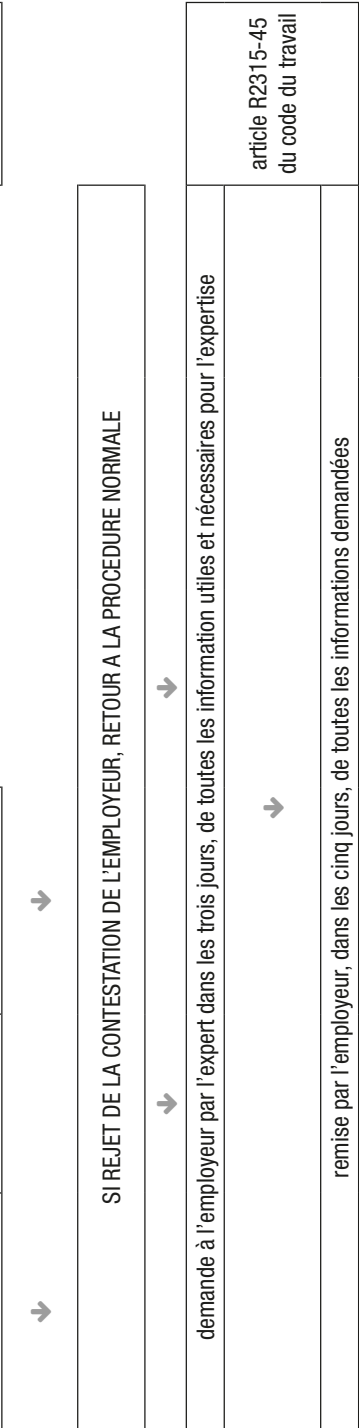 SI REJET DE LA CONTESTATION DE L’EMPLOYEUR, RETOUR A LA PROCEDURE NORMALE
demande à l’employeur par l’expert dans les trois jours, de toutes les information utiles et nécessaires pour l’expertise
article R2315-45
du code du travail
remise par l’employeur, dans les cinq jours, de toutes les informations demandées